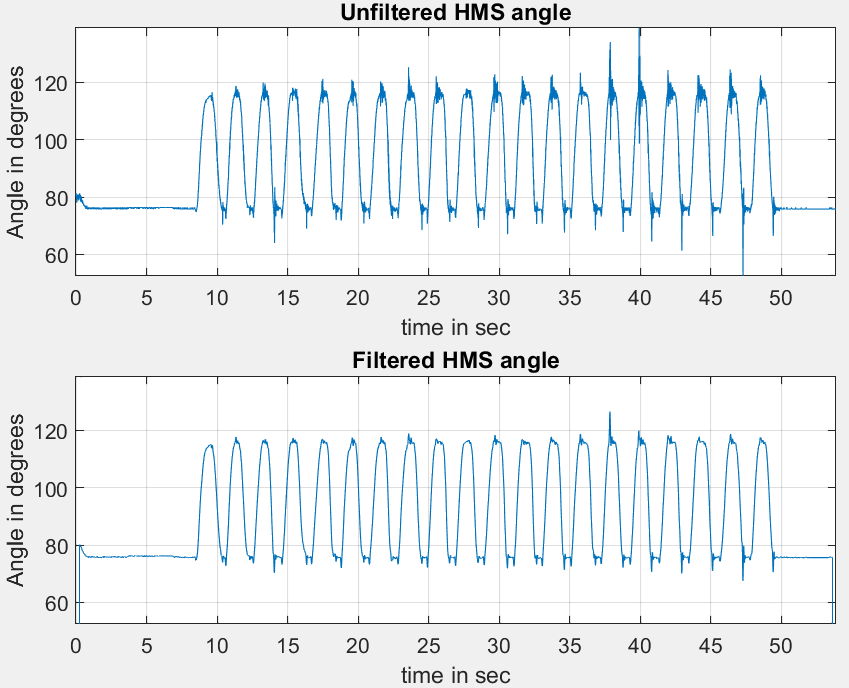 Unfiltered HMS angle
Angle in degrees
120
100
80
60
0 5 10 15 20 25 30 35 40 45 50
time in sec
Filtered HMS angle
Angle in degrees
120
100
80
60
0 5 10 15 20 25 30 35 40 45 50
time in sec